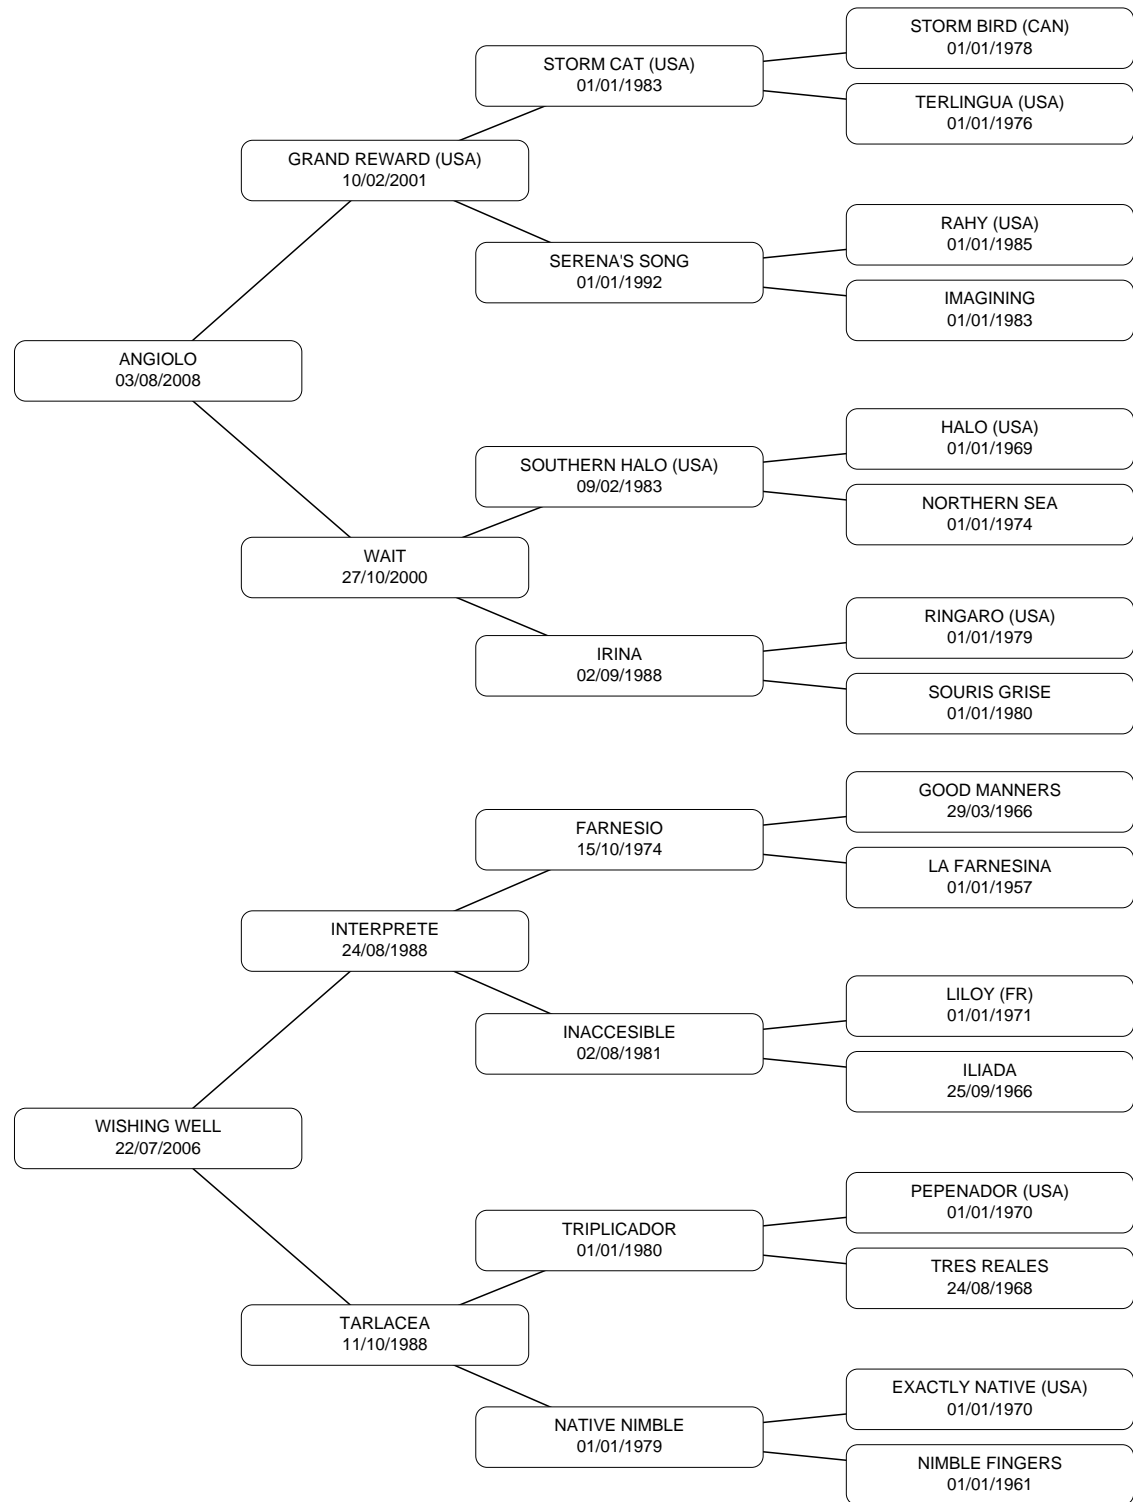 STORM BIRD (CAN)
01/01/1978
STORM CAT (USA)
01/01/1983
TERLINGUA (USA)
01/01/1976
GRAND REWARD (USA)
10/02/2001
RAHY (USA)
01/01/1985
SERENA'S SONG
01/01/1992
IMAGINING
01/01/1983
ANGIOLO
03/08/2008
HALO (USA)
01/01/1969
SOUTHERN HALO (USA)
09/02/1983
NORTHERN SEA
01/01/1974
WAIT
27/10/2000
RINGARO (USA)
01/01/1979
IRINA
02/09/1988
SOURIS GRISE
01/01/1980
GOOD MANNERS
29/03/1966
FARNESIO
15/10/1974
LA FARNESINA
01/01/1957
INTERPRETE
24/08/1988
LILOY (FR)
01/01/1971
INACCESIBLE
02/08/1981
ILIADA
25/09/1966
WISHING WELL
22/07/2006
PEPENADOR (USA)
01/01/1970
TRIPLICADOR
01/01/1980
TRES REALES
24/08/1968
TARLACEA
11/10/1988
EXACTLY NATIVE (USA)
01/01/1970
NATIVE NIMBLE
01/01/1979
NIMBLE FINGERS
01/01/1961